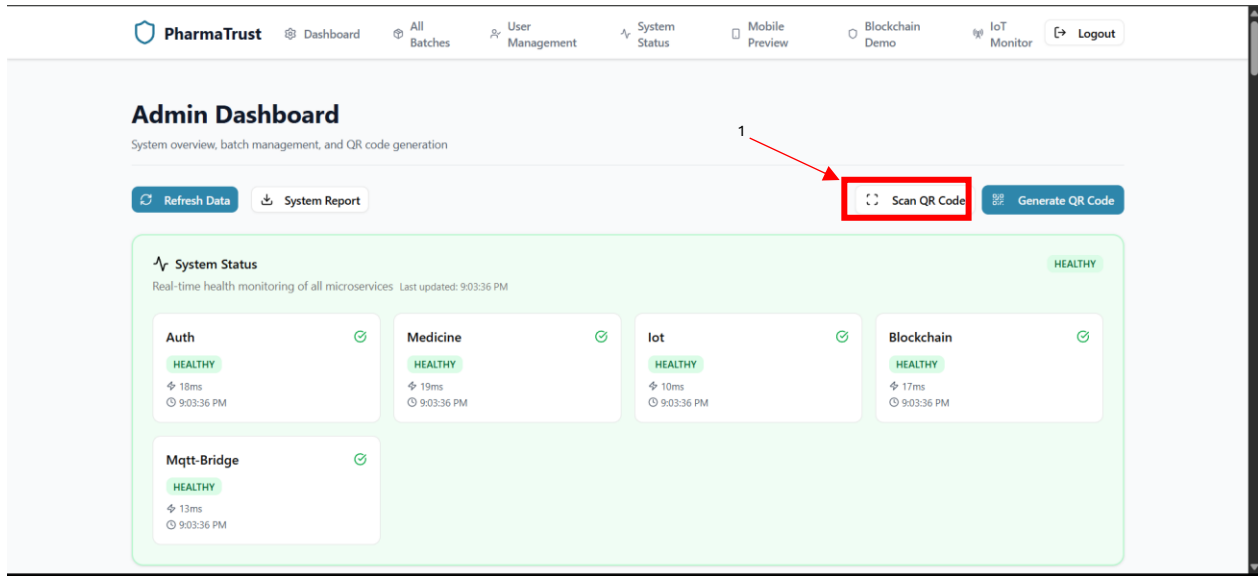 PharmaTrust
Dashboard
All
Batches
User
Management
System
Status
Mobile
Preview
Blockchain
Demo
IoT
Monitor
Logout
Admin Dashboard
System overview, batch management, and QR code generation
1
Refresh Data
System Report
Scan QR Code
Generate QR Code
System Status
HEALTHY
Real-time health monitoring of all microservices Last updated: 9:03:36 PM
Auth
HEALTHY
18ms
9:03:36 PM
Medicine
HEALTHY
19ms
9:03:36 PM
Iot
HEALTHY
10ms
9:03:36 PM
Blockchain
HEALTHY
17ms
9:03:36 PM
Mqtt-Bridge
HEALTHY
13ms
9:03:36 PM